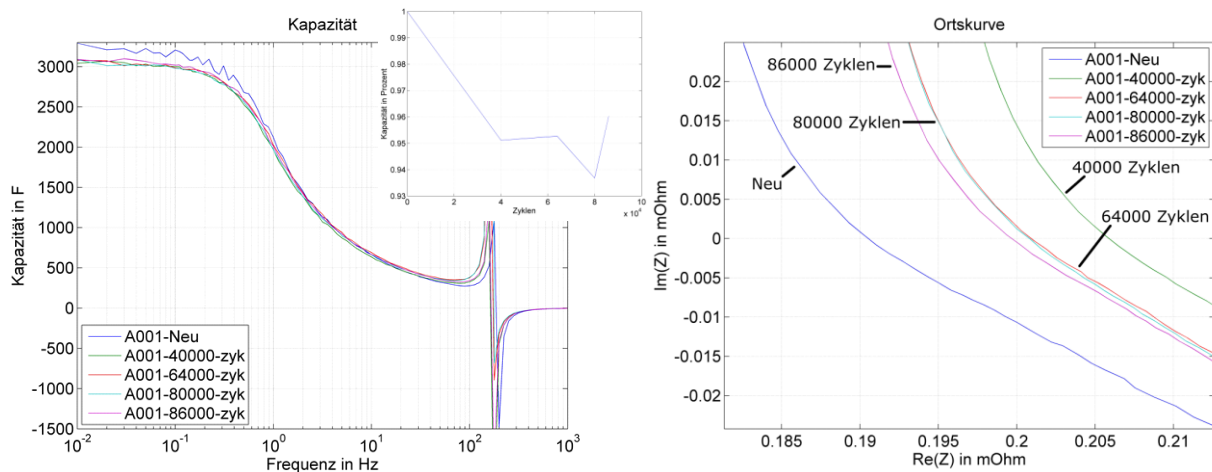 Kapazität
Kapazität in F
3000
2500
2000
1500
1000
500
0
-500
-1000
-1500
10^-2
10^-1
10^0
10^1
10^2
10^3
Frequenz in Hz
A001-Neu
A001-40000-zyk
A001-64000-zyk
A001-80000-zyk
A001-86000-zyk
Kapazität in Prozent
1
0.99
0.98
0.97
0.96
0.95
0.94
0.93
0
2
4
6
8
10
x 10^4
Zyklen
Ortskurve
Im(Z) in mOhm
0.02
0.015
0.01
0.005
0
-0.005
-0.01
-0.015
-0.02
0.185
0.19
0.195
0.2
0.205
0.21
Re(Z) in mOhm
86000 Zyklen
80000 Zyklen
Neu
40000 Zyklen
64000 Zyklen
A001-Neu
A001-40000-zyk
A001-64000-zyk
A001-80000-zyk
A001-86000-zyk